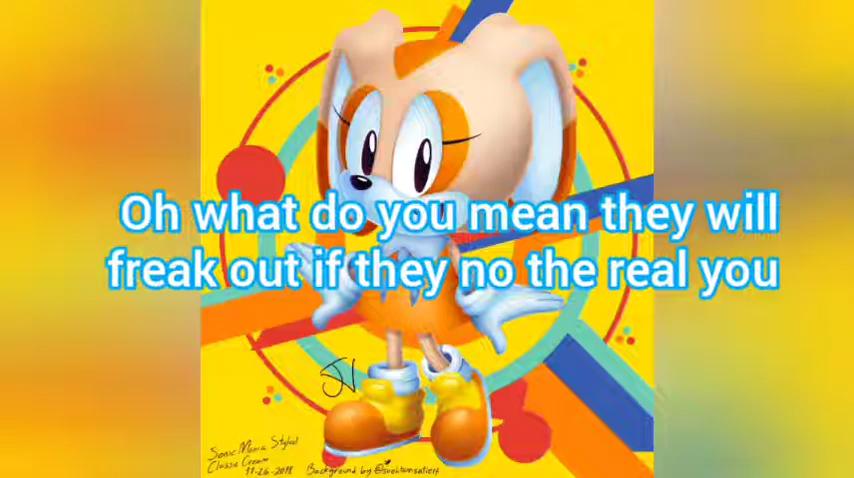 Oh what do you mean they will
freak out if they no the real you
JV
Sonic Mania Styled
Classic Cream
11-26-2018
Background by